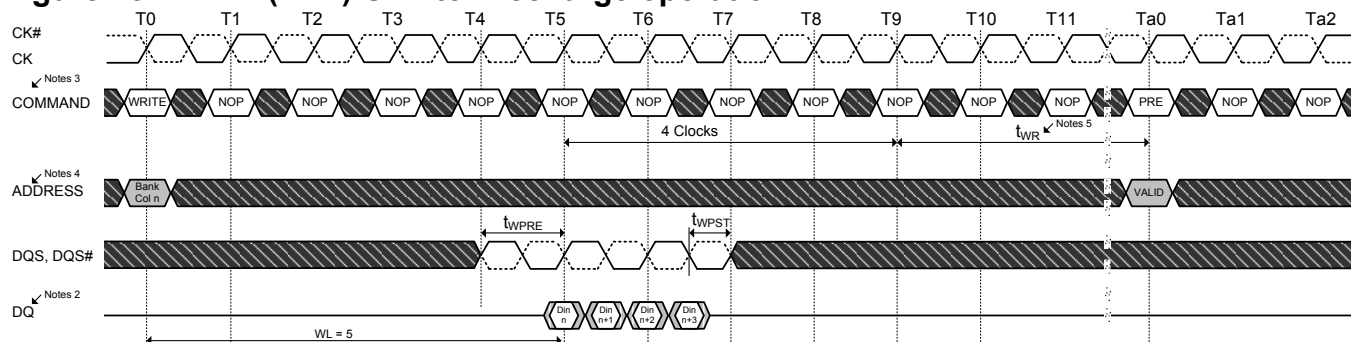 T0 T1 T2 T3 T4 T5 T6 T7 T8 T9 T10 T11 Ta0 Ta1 Ta2
CK#
CK
Notes 3
COMMAND WRITE NOP NOP NOP NOP NOP NOP NOP NOP NOP NOP NOP PRE NOP NOP
4 Clocks tWR Notes 5
Notes 4
ADDRESS Bank Col n VALID
tWPRE tWPST
DQS, DQS#
Notes 2
DQ Din n Din n+1 Din n+2 Din n+3
WL = 5